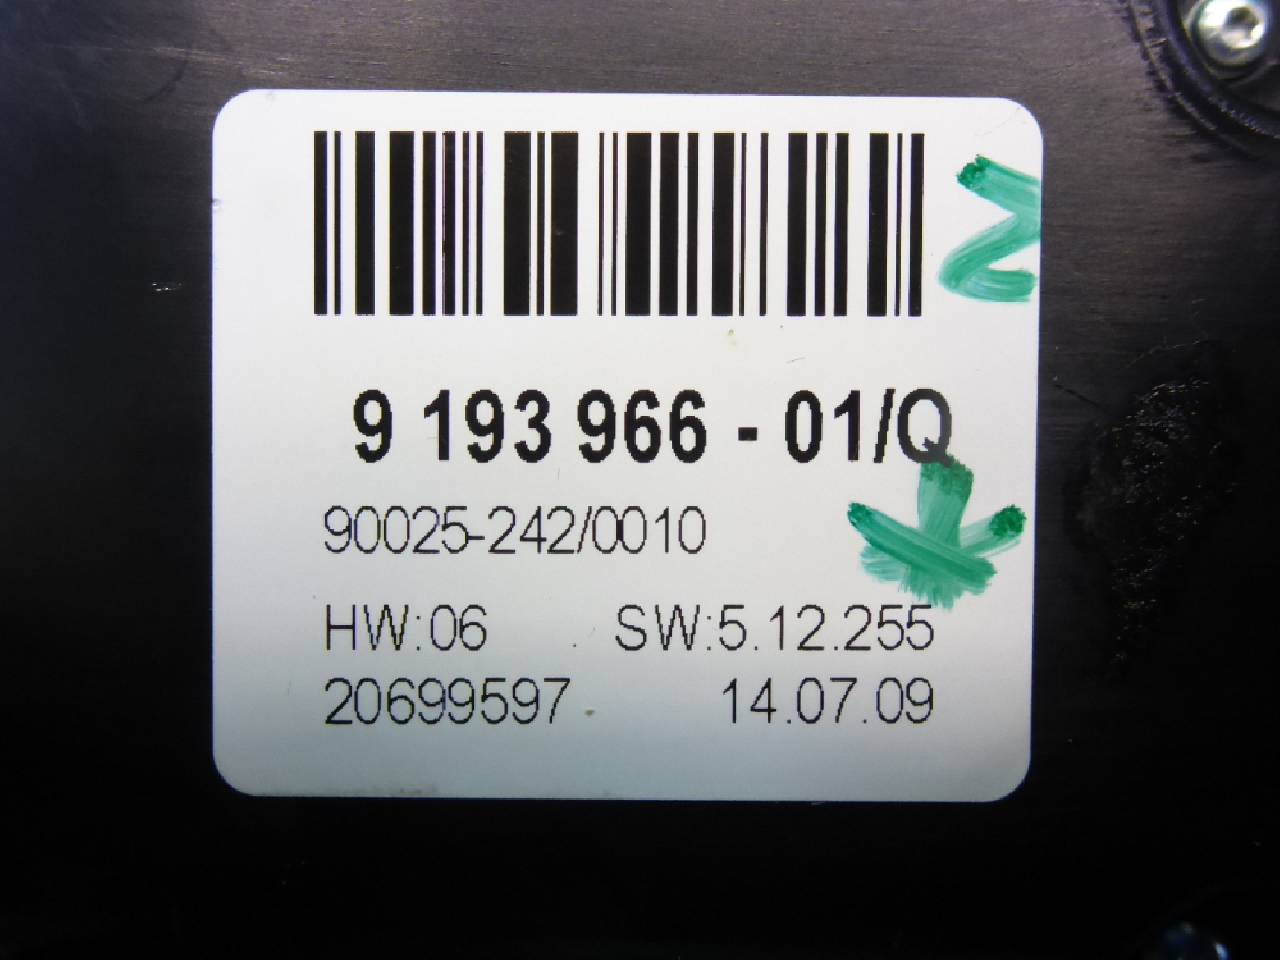 9 193 966 - 01/Q
90025-242/0010
HW:06 SW:5.12.255
20699597 14.07.09